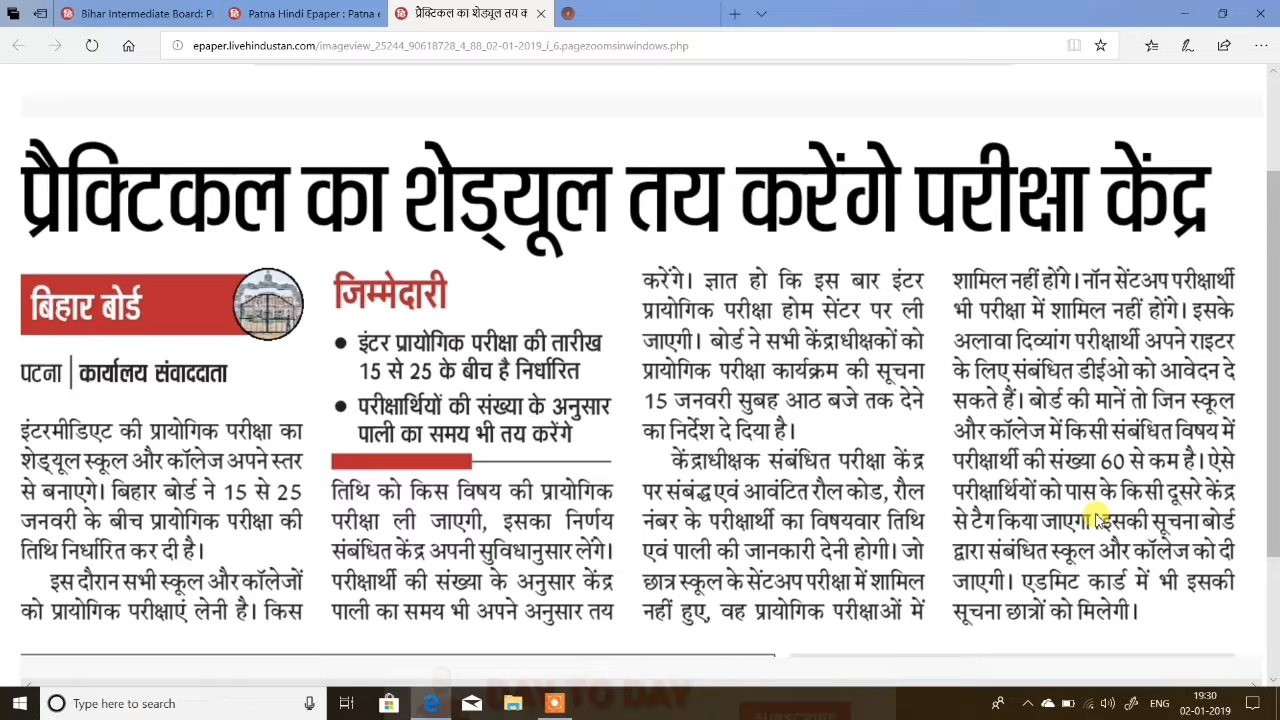 Bihar Intermediate Board: P
Patna Hindi Epaper : Patna
प्रैक्टिकल का शेड्यूल तय क
epaper.livehindustan.com/imageview_25244_90618728_4_88_02-01-2019_i_6.pagezoomsinwindows.php
प्रैक्टिकल का शेड्यूल तय करेंगे परीक्षा केंद्र
बिहार बोर्ड
पटना | कार्यालय संवाददाता
इंटरमीडिएट की प्रायोगिक परीक्षा का
शेड्यूल स्कूल और कॉलेज अपने स्तर
से बनाएगे। बिहार बोर्ड ने 15 से 25
जनवरी के बीच प्रायोगिक परीक्षा की
तिथि निर्धारित कर दी है।
इस दौरान सभी स्कूल और कॉलेजों
को प्रायोगिक परीक्षाएं लेनी है। किस
जिम्मेदारी
● इंटर प्रायोगिक परीक्षा की तारीख
15 से 25 के बीच है निर्धारित
● परीक्षार्थियों की संख्या के अनुसार
पाली का समय भी तय करेंगे
तिथि को किस विषय की प्रायोगिक
परीक्षा ली जाएगी, इसका निर्णय
संबंधित केंद्र अपनी सुविधानुसार लेंगे।
परीक्षार्थी की संख्या के अनुसार केंद्र
पाली का समय भी अपने अनुसार तय
करेंगे। ज्ञात हो कि इस बार इंटर
प्रायोगिक परीक्षा होम सेंटर पर ली
जाएगी। बोर्ड ने सभी केंद्राधीक्षकों को
प्रायोगिक परीक्षा कार्यक्रम की सूचना
15 जनवरी सुबह आठ बजे तक देने
का निर्देश दे दिया है।
केंद्राधीक्षक संबंधित परीक्षा केंद्र
पर संबंद्ध एवं आवंटित रौल कोड, रौल
नंबर के परीक्षार्थी का विषयवार तिथि
एवं पाली की जानकारी देनी होगी। जो
छात्र स्कूल के सेंटअप परीक्षा में शामिल
नहीं हुए, वह प्रायोगिक परीक्षाओं में
शामिल नहीं होंगे। नॉन सेंटअप परीक्षार्थी
भी परीक्षा में शामिल नहीं होंगे। इसके
अलावा दिव्यांग परीक्षार्थी अपने राइटर
के लिए संबंधित डीईओ को आवेदन दे
सकते हैं। बोर्ड की मानें तो जिन स्कूल
और कॉलेज में किसी संबंधित विषय में
परीक्षार्थी की संख्या 60 से कम है। ऐसे
परीक्षार्थियों को पास के किसी दूसरे केंद्र
से टैग किया जाएगा। इसकी सूचना बोर्ड
द्वारा संबंधित स्कूल और कॉलेज को दी
जाएगी। एडमिट कार्ड में भी इसकी
सूचना छात्रों को मिलेगी।
DAY TO DAY
SUBSCRIBE
Type here to search
ENG
19:30
02-01-2019